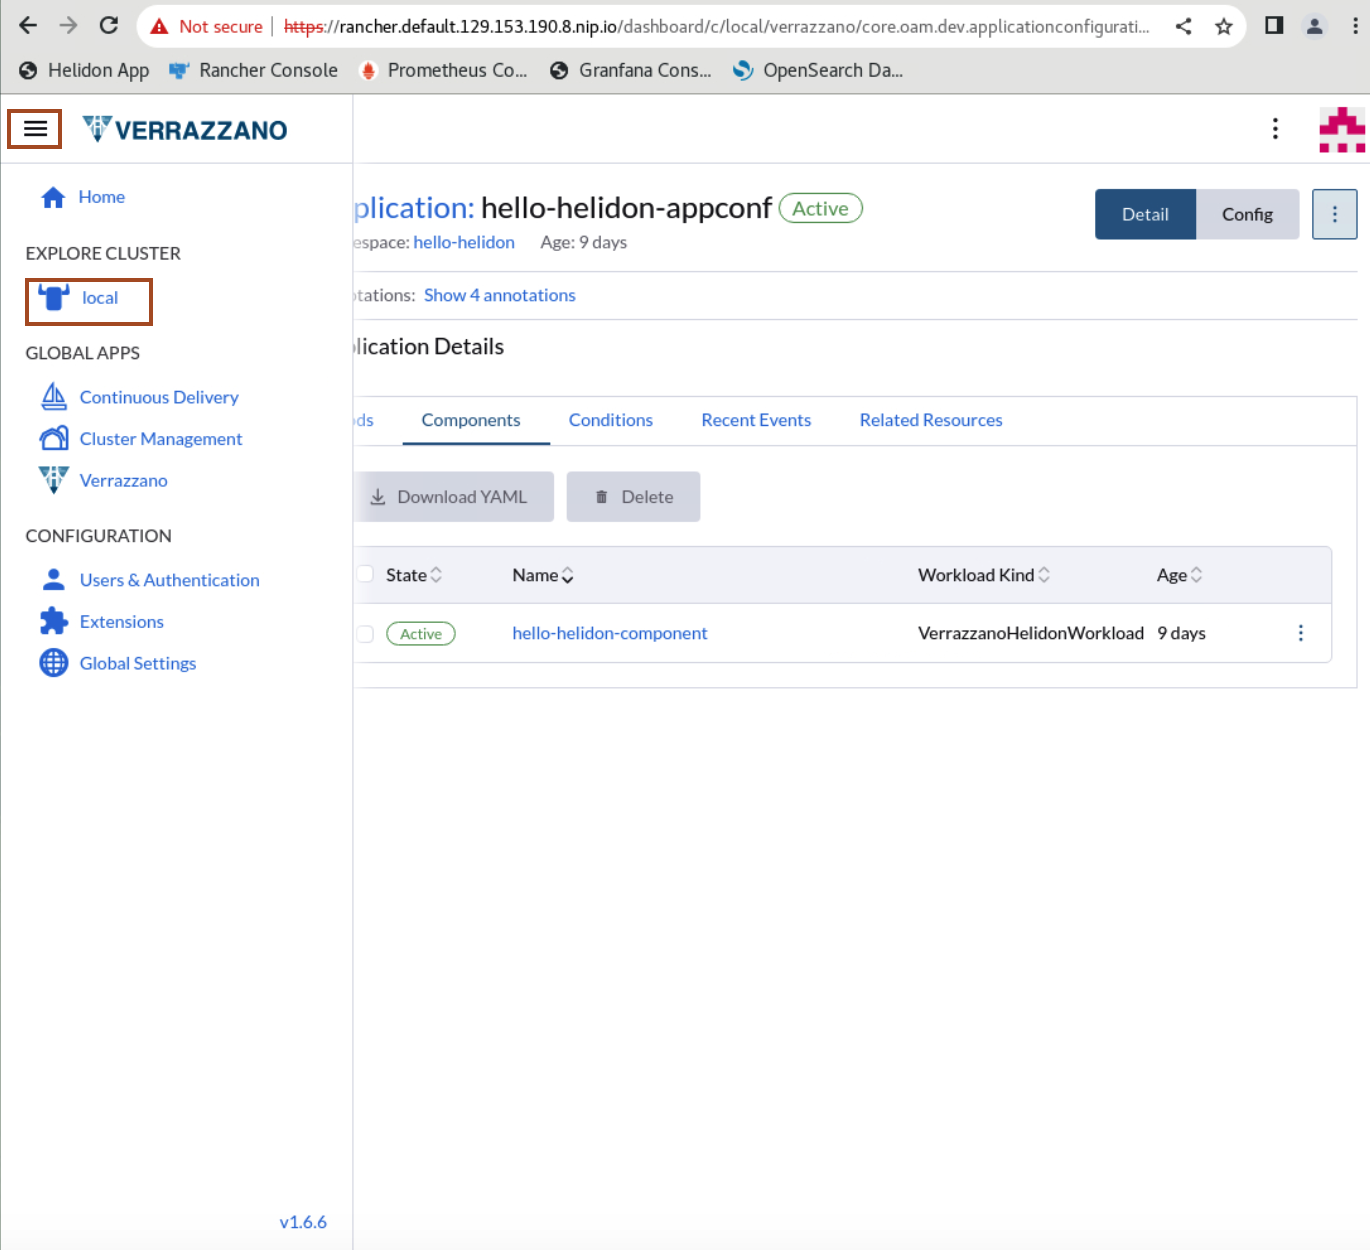 Not secure https://rancher.default.129.153.190.8.nip.io/dashboard/c/local/verrazzano/core.oam.dev.applicationconfigurati...
Helidon App Rancher Console Prometheus Co... Granfana Cons... OpenSearch Da...
VERRAZZANO
Home
EXPLORE CLUSTER
local
GLOBAL APPS
Continuous Delivery
Cluster Management
Verrazzano
CONFIGURATION
Users & Authentication
Extensions
Global Settings
v1.6.6
plication: hello-helidon-appconf Active
Detail Config
espace: hello-helidon Age: 9 days
tations: Show 4 annotations
lication Details
ds Components Conditions Recent Events Related Resources
Download YAML Delete
State Name Workload Kind Age
Active hello-helidon-component VerrazzanoHelidonWorkload 9 days